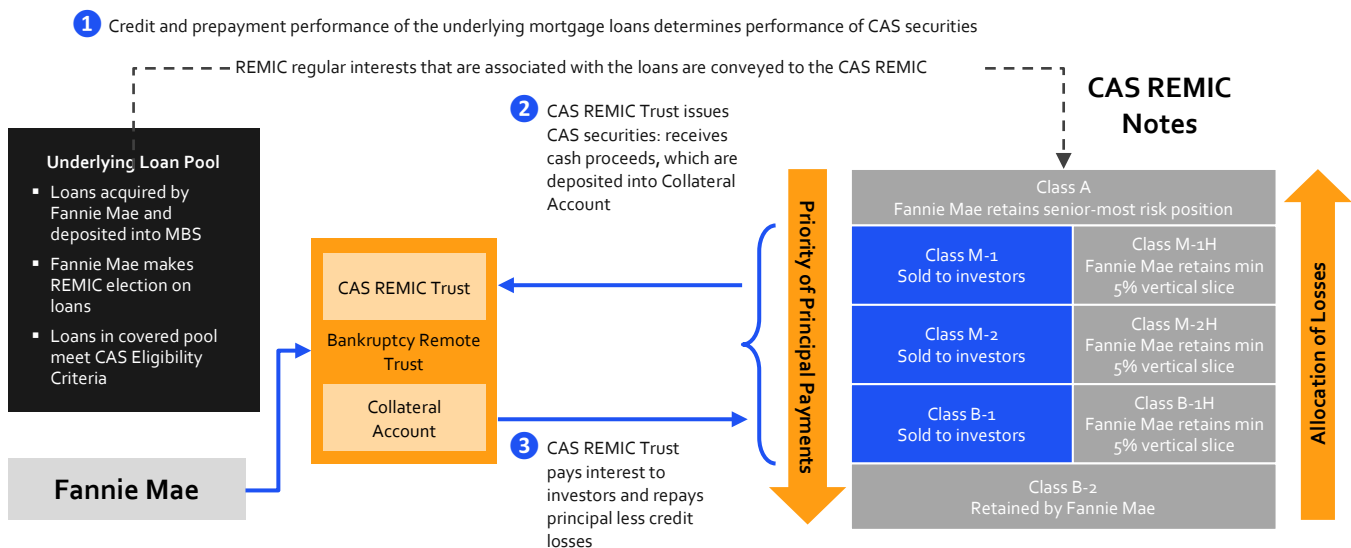 1 Credit and prepayment performance of the underlying mortgage loans determines performance of CAS securities
REMIC regular interests that are associated with the loans are conveyed to the CAS REMIC
CAS REMIC
Notes
2 CAS REMIC Trust issues
CAS securities: receives
cash proceeds, which are
deposited into Collateral
Account
Underlying Loan Pool
▪ Loans acquired by
Fannie Mae and
deposited into MBS
▪ Fannie Mae makes
REMIC election on
loans
▪ Loans in covered pool
meet CAS Eligibility
Criteria
Fannie Mae
CAS REMIC Trust
Bankruptcy Remote
Trust
Collateral
Account
3 CAS REMIC Trust
pays interest to
investors and repays
principal less credit
losses
Priority of Principal Payments
Class A
Fannie Mae retains senior-most risk position
Class M-1
Sold to investors
Class M-1H
Fannie Mae retains min
5% vertical slice
Class M-2
Sold to investors
Class M-2H
Fannie Mae retains min
5% vertical slice
Class B-1
Sold to investors
Class B-1H
Fannie Mae retains min
5% vertical slice
Class B-2
Retained by Fannie Mae
Allocation of Losses